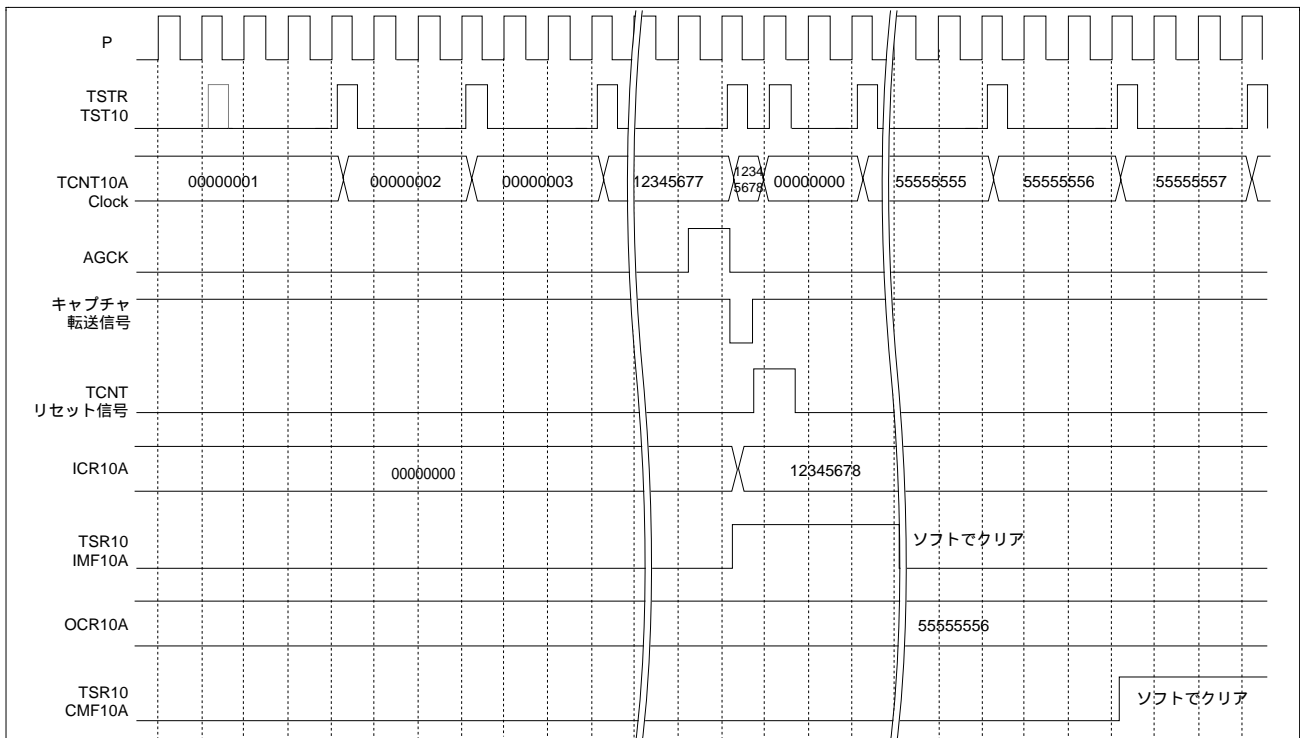 P
TSTR
TST10
TCNT10A
Clock
00000001
00000002
00000003
12345677
1234
5678
00000000
55555555
55555556
55555557
AGCK
キャプチャ
転送信号
TCNT
リセット信号
ICR10A
00000000
12345678
TSR10
IMF10A
ソフトでクリア
OCR10A
55555556
TSR10
CMF10A
ソフトでクリア